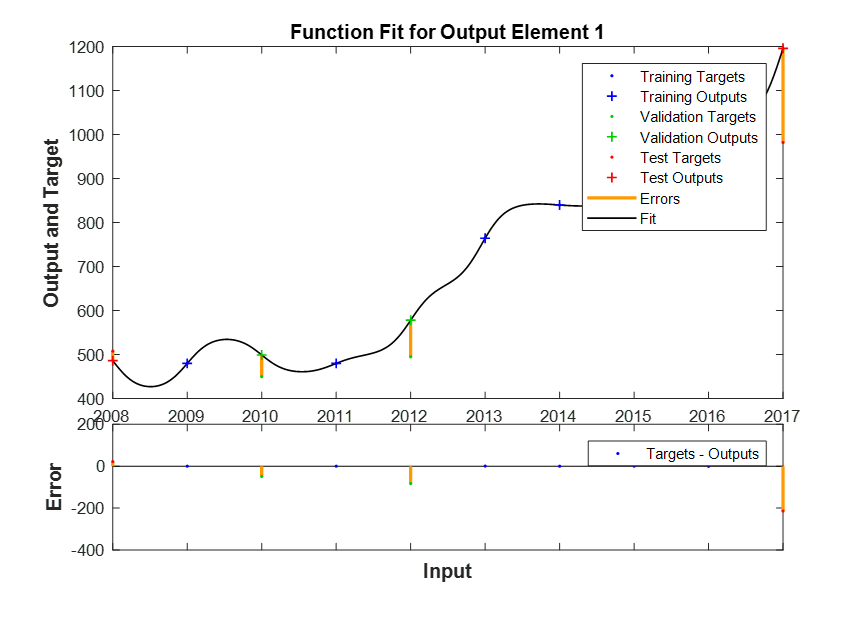 Function Fit for Output Element 1
Output and Target
1200
1100
1000
900
800
700
600
500
400
Training Targets
Training Outputs
Validation Targets
Validation Outputs
Test Targets
Test Outputs
Errors
Fit
2008 2009 2010 2011 2012 2013 2014 2015 2016 2017
Error
200
0
-200
-400
Targets - Outputs
Input